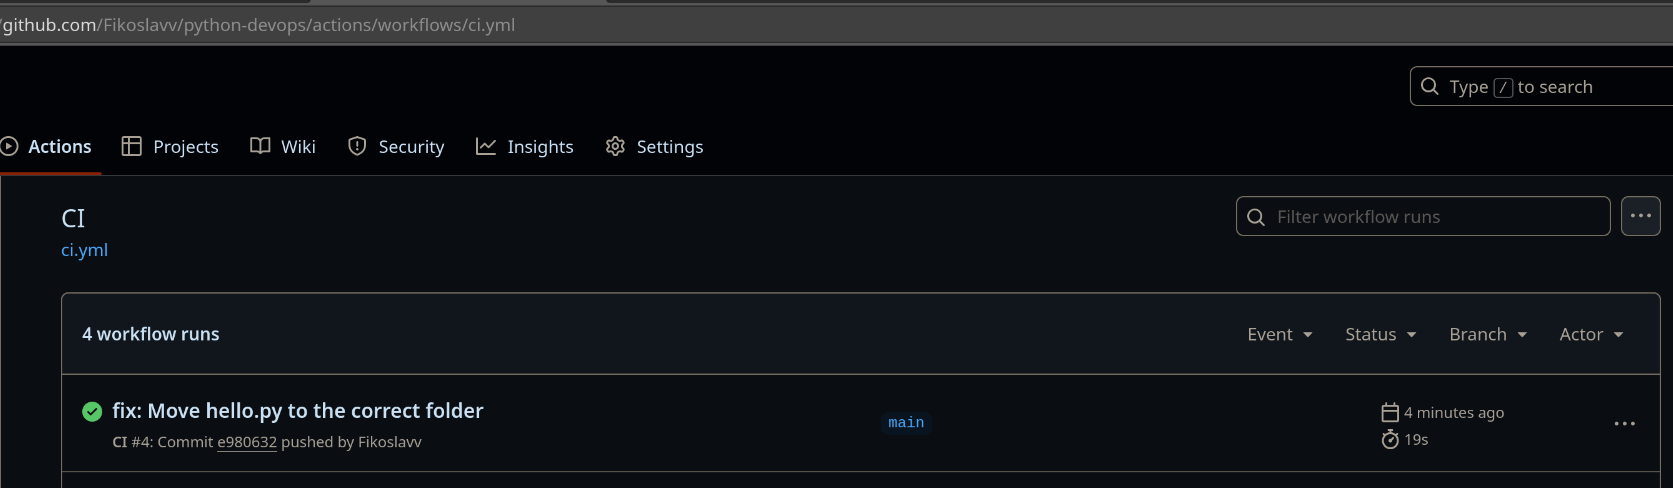 github.com/Fikoslavv/python-devops/actions/workflows/ci.yml
Type / to search
Actions Projects Wiki Security Insights Settings
CI
Filter workflow runs
ci.yml
4 workflow runs
Event Status Branch Actor
fix: Move hello.py to the correct folder
main
4 minutes ago
CI #4: Commit e980632 pushed by Fikoslavv
19s